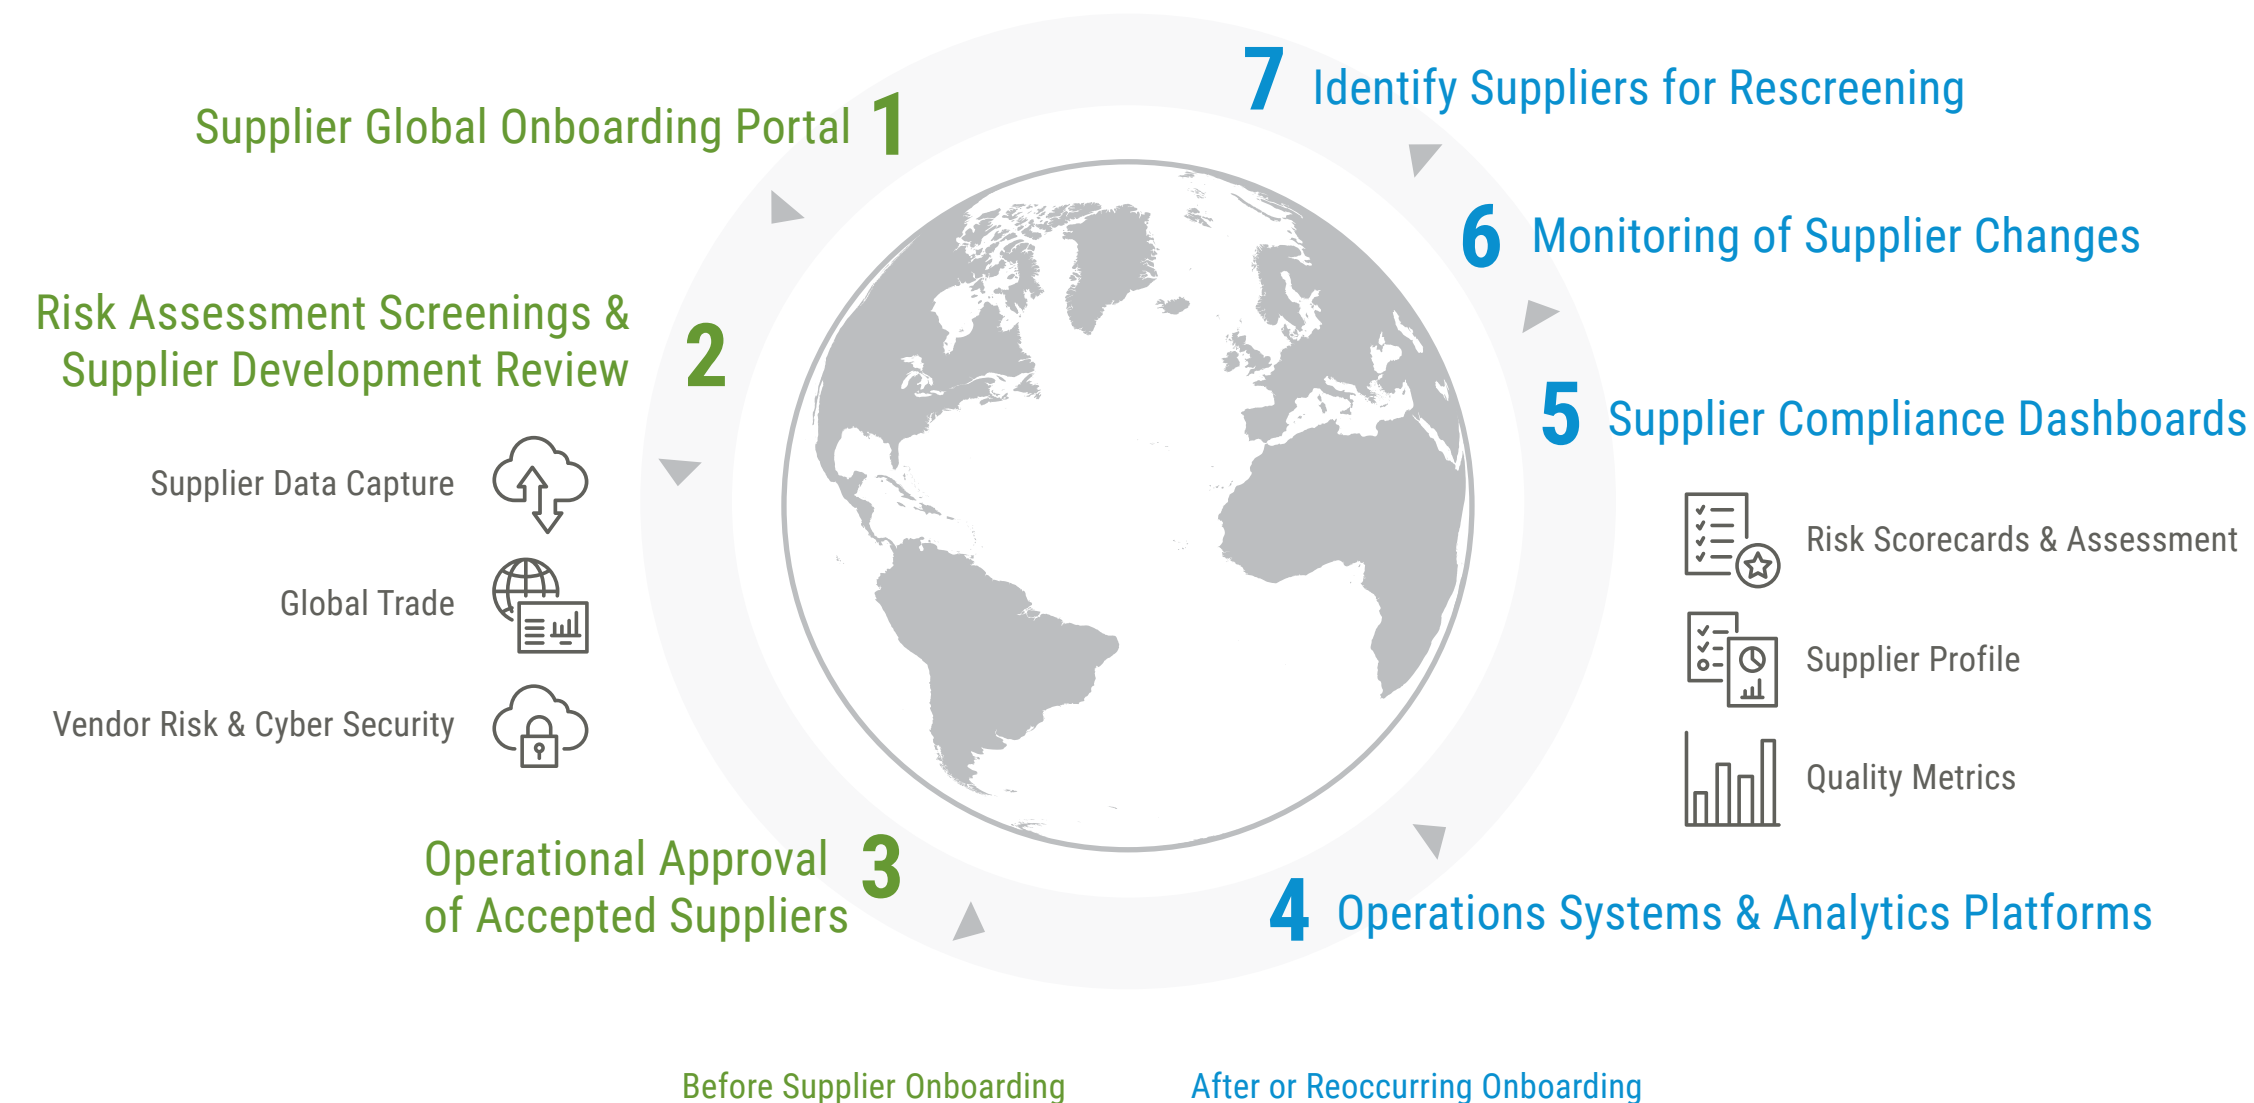 1 Supplier Global Onboarding Portal
2 Risk Assessment Screenings &
Supplier Development Review
Supplier Data Capture
Global Trade
Vendor Risk & Cyber Security
3 Operational Approval
of Accepted Suppliers
4 Operations Systems & Analytics Platforms
5 Supplier Compliance Dashboards
Risk Scorecards & Assessment
Supplier Profile
Quality Metrics
6 Monitoring of Supplier Changes
7 Identify Suppliers for Rescreening
Before Supplier Onboarding
After or Reoccurring Onboarding